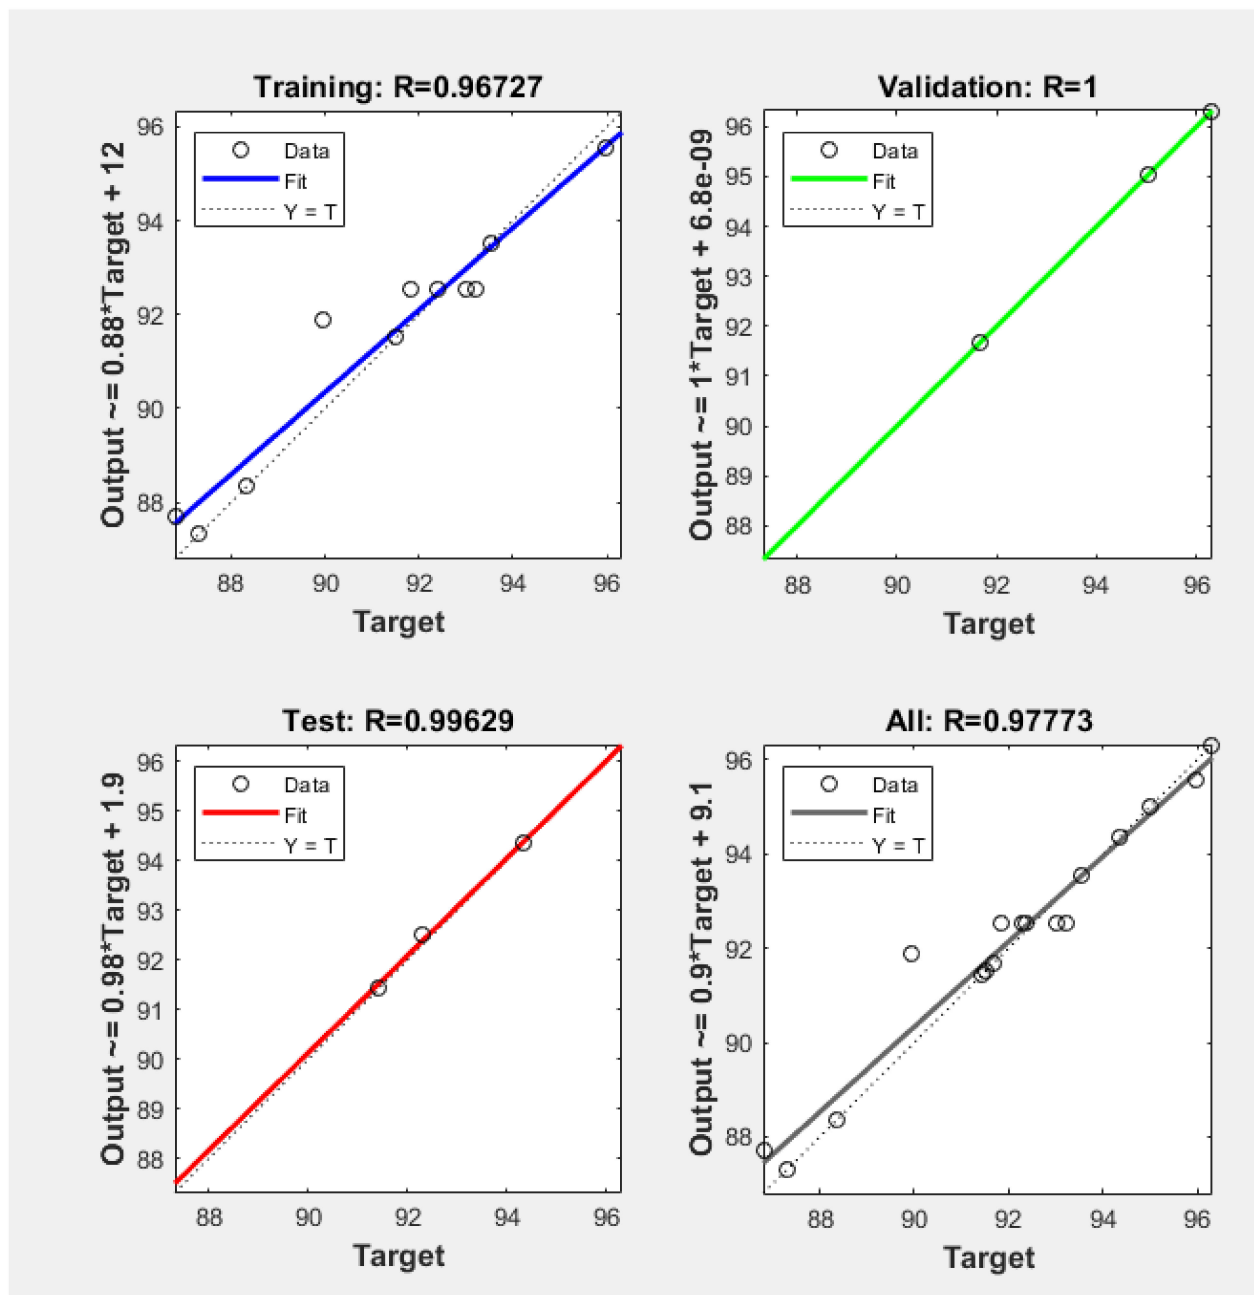 Training: R=0.96727
Output ~= 0.88*Target + 12
96
94
92
90
88
Data
Fit
Y = T
88 90 92 94 96
Target
Validation: R=1
Output ~= 1*Target + 6.8e-09
96
95
94
93
92
91
90
89
88
Data
Fit
Y = T
88 90 92 94 96
Target
Test: R=0.99629
Output ~= 0.98*Target + 1.9
96
95
94
93
92
91
90
89
88
Data
Fit
Y = T
88 90 92 94 96
Target
All: R=0.97773
Output ~= 0.9*Target + 9.1
96
94
92
90
88
Data
Fit
Y = T
88 90 92 94 96
Target